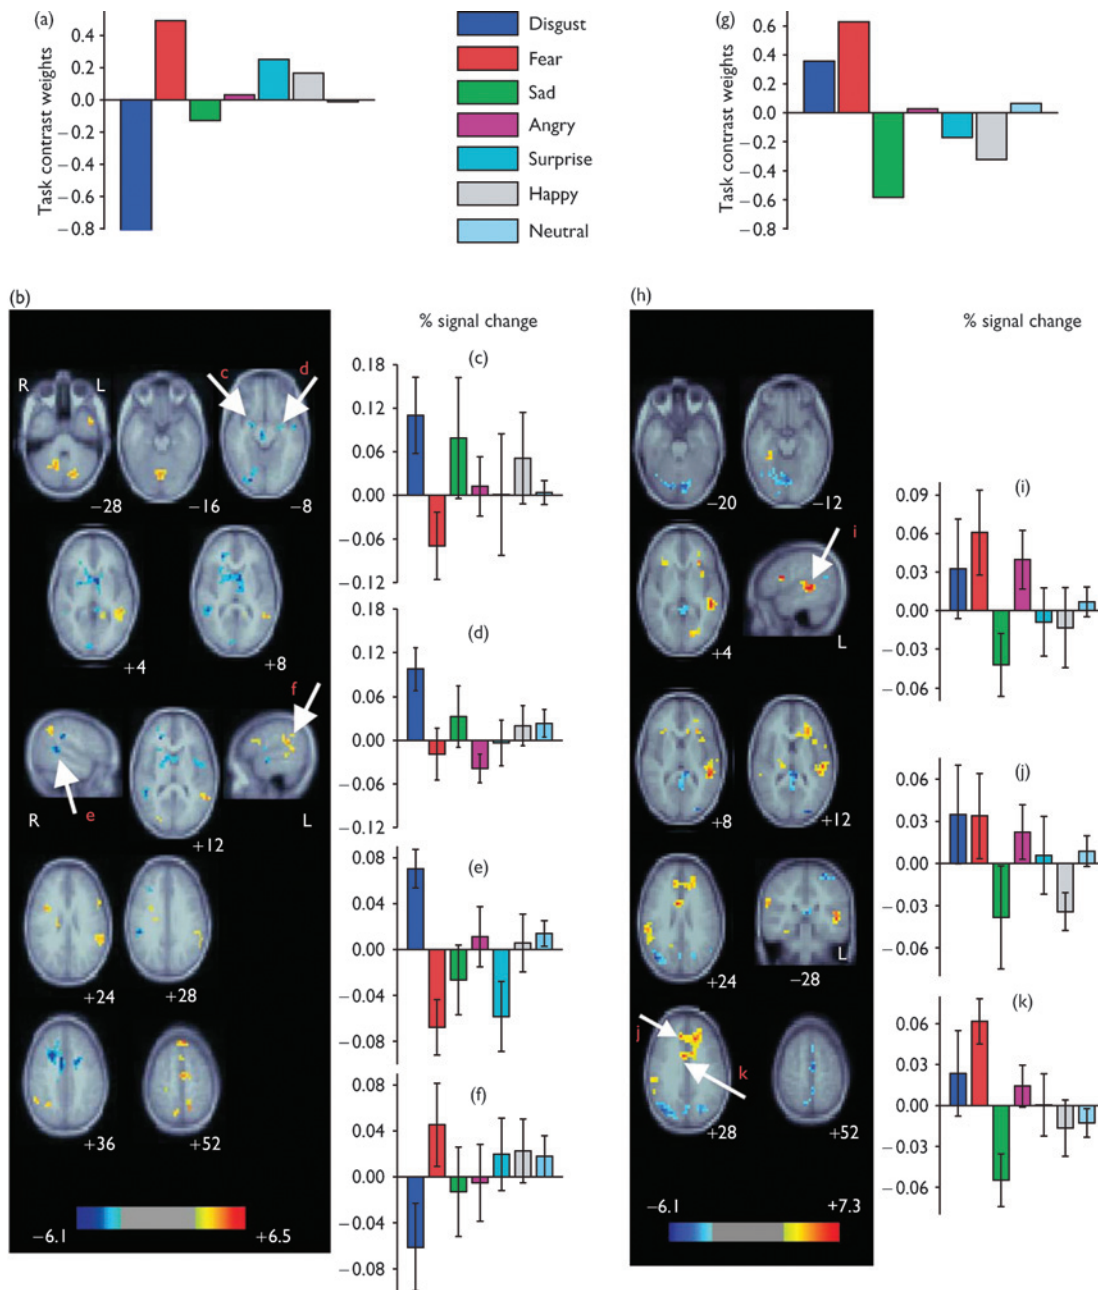 (a)
Task contrast weights
0.4
0.2
0.0
−0.2
−0.4
−0.6
−0.8
Disgust
Fear
Sad
Angry
Surprise
Happy
Neutral
(g)
Task contrast weights
0.6
0.4
0.2
0.0
−0.2
−0.4
−0.6
−0.8
(b)
R
L
c
d
−28
−16
−8
+4
+8
f
e
R
L
+12
+24
+28
+36
+52
−6.1
+6.5
% signal change
(c)
0.18
0.12
0.06
0.00
−0.06
−0.12
(d)
0.12
0.06
0.00
−0.06
−0.12
(e)
0.08
0.04
0.00
−0.04
−0.08
(f)
0.08
0.04
0.00
−0.04
−0.08
(h)
−20
−12
i
+4
L
+8
+12
+24
L
−28
j
k
+28
+52
−6.1
+7.3
% signal change
(i)
0.09
0.06
0.03
0.00
−0.03
−0.06
(j)
0.06
0.03
0.00
−0.03
−0.06
(k)
0.06
0.03
0.00
−0.03
−0.06